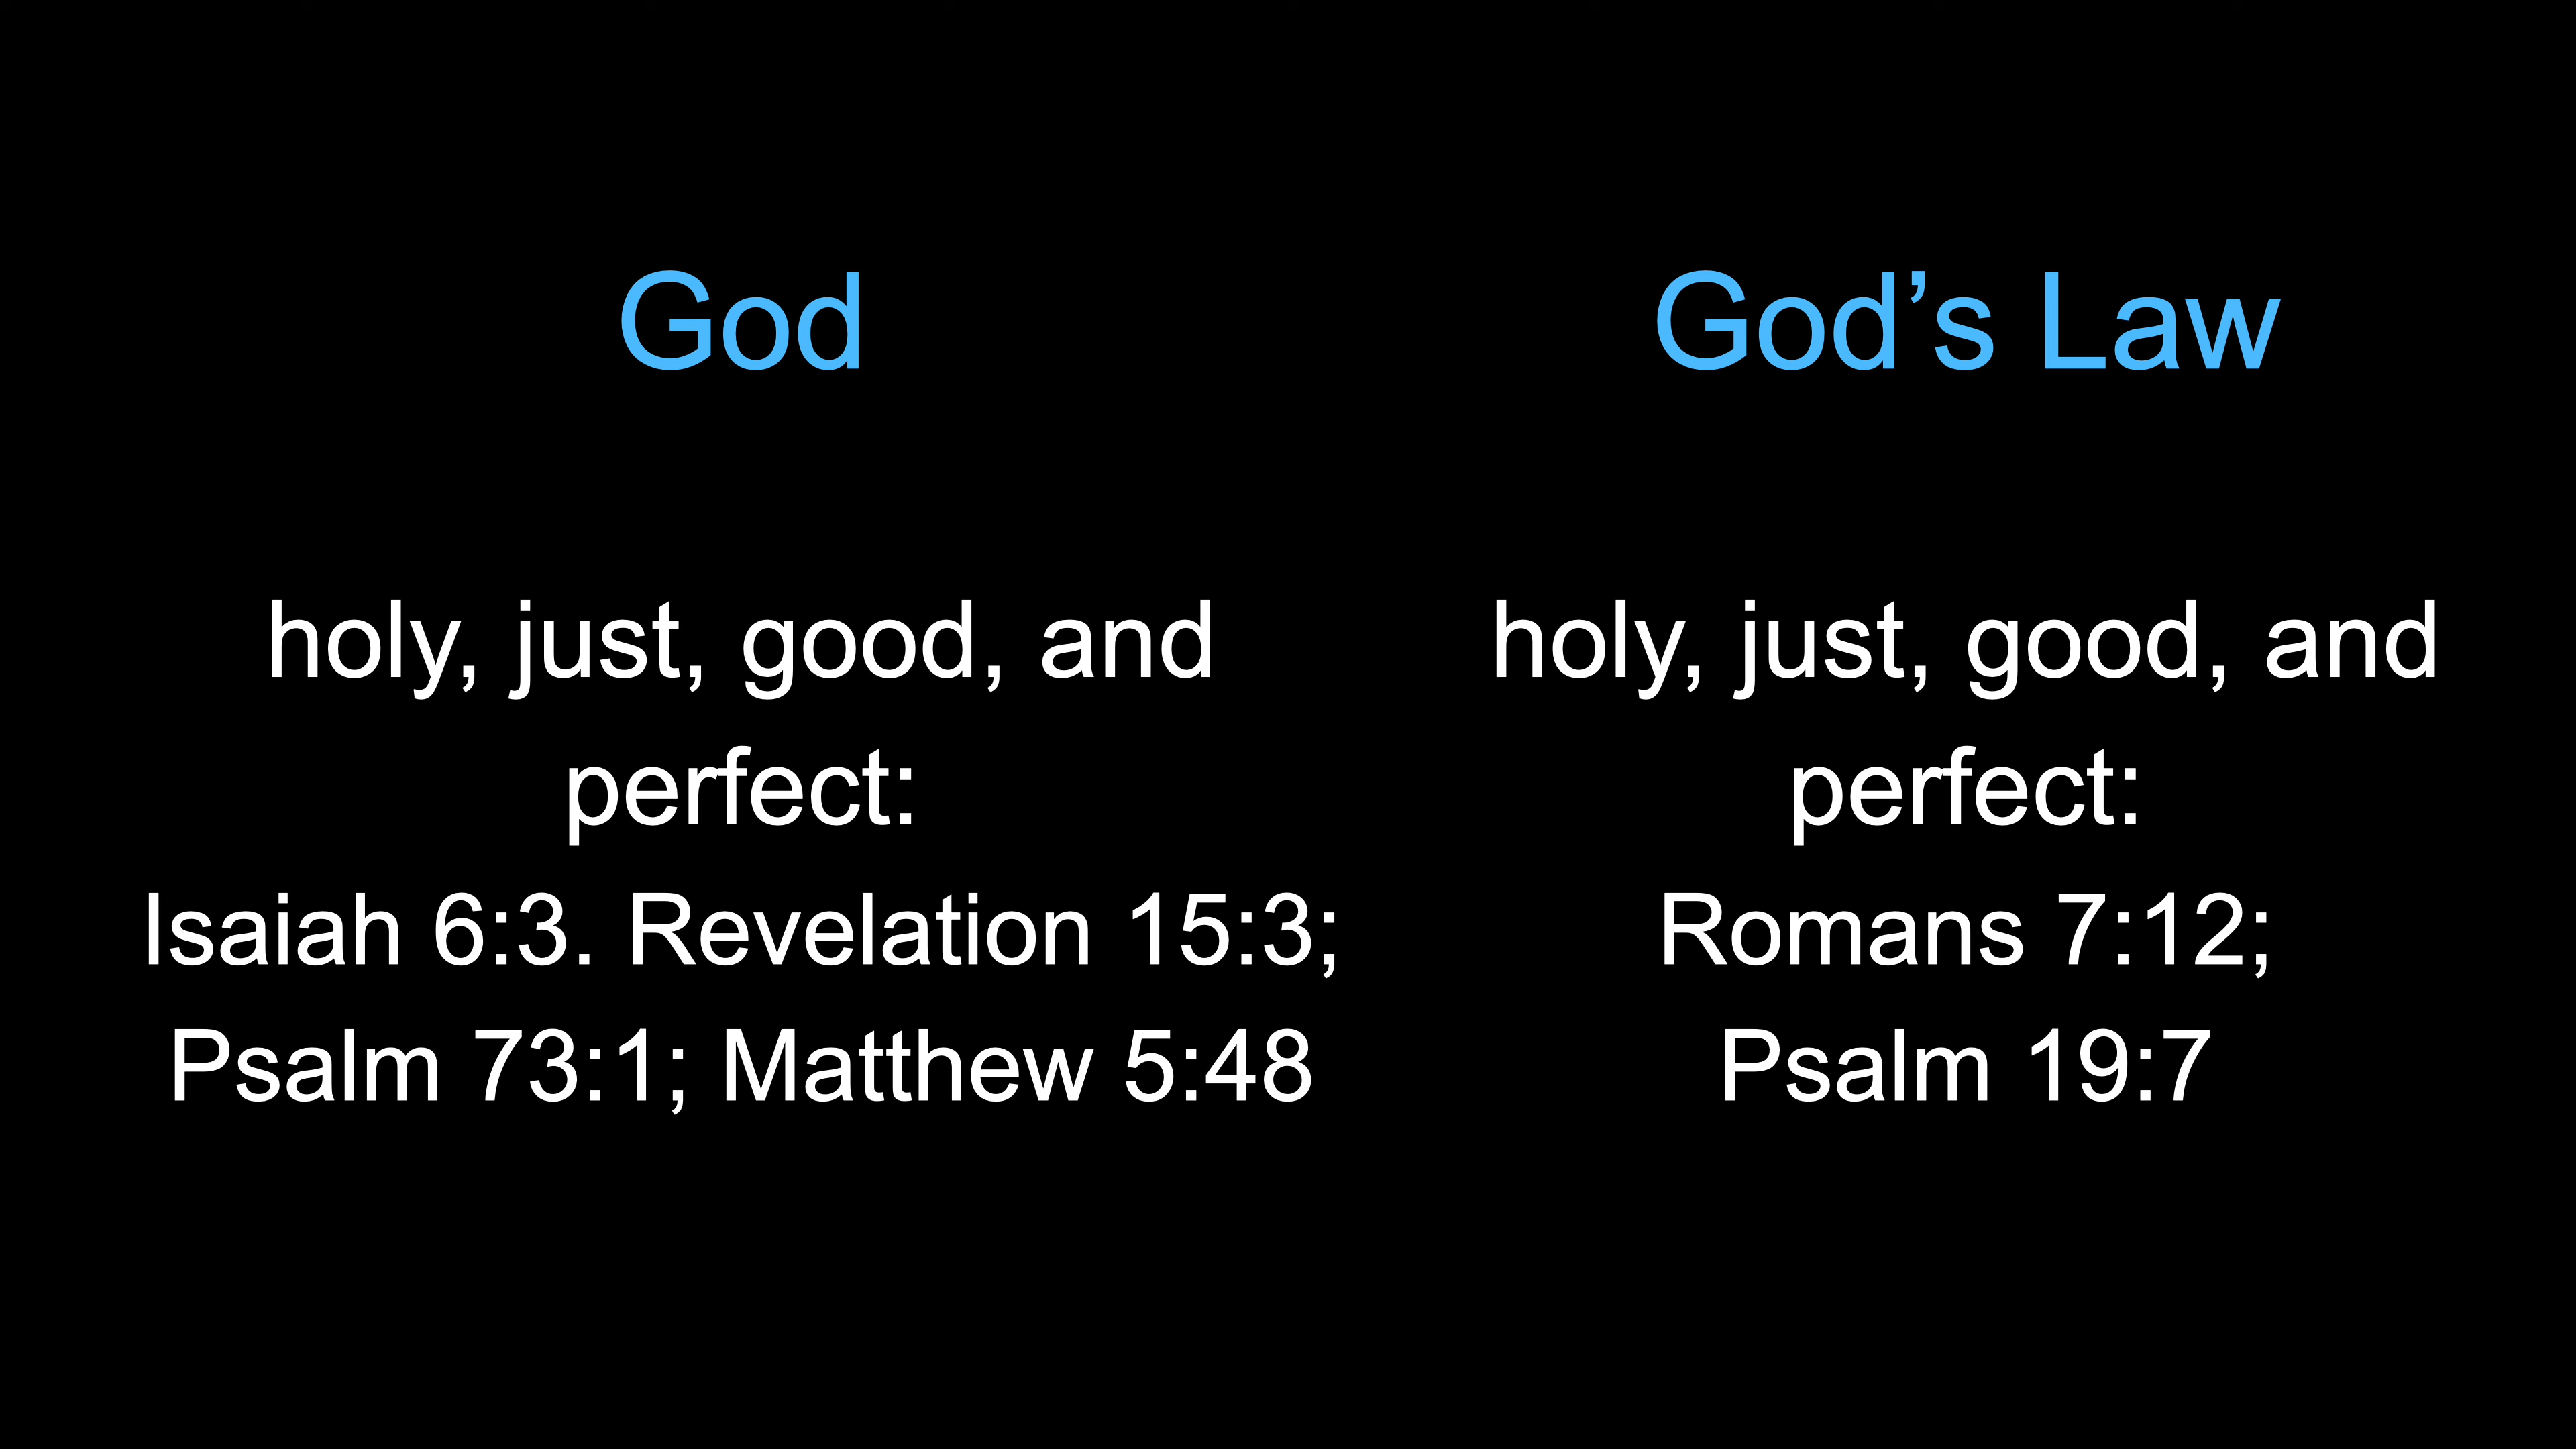 God
holy, just, good, and
perfect:
Isaiah 6:3. Revelation 15:3;
Psalm 73:1; Matthew 5:48
God’s Law
holy, just, good, and
perfect:
Romans 7:12;
Psalm 19:7